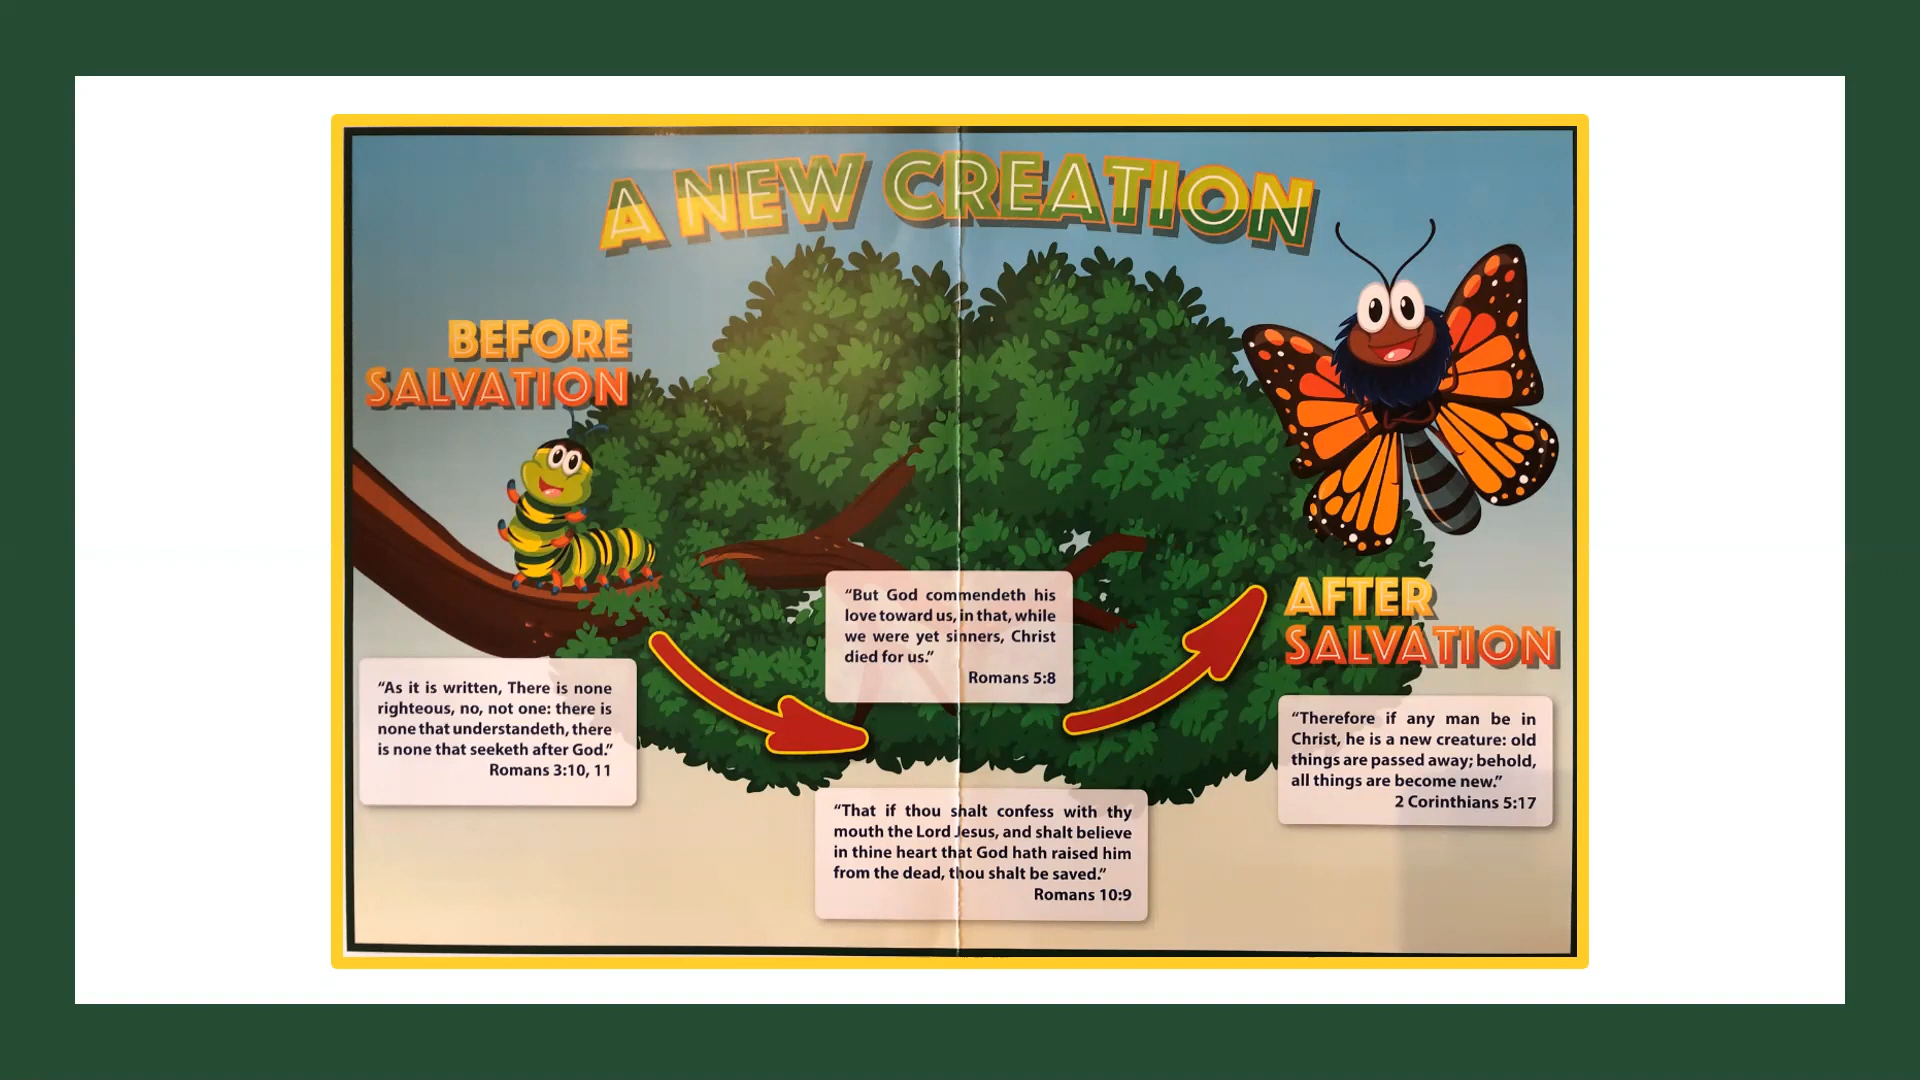 A NEW CREATION
BEFORE
SALVATION
“As it is written, There is none
righteous, no, not one: there is
none that understandeth, there
is none that seeketh after God.”
Romans 3:10, 11
“But God commendeth his
love toward us, in that, while
we were yet sinners, Christ
died for us.”
Romans 5:8
“That if thou shalt confess with thy
mouth the Lord Jesus, and shalt believe
in thine heart that God hath raised him
from the dead, thou shalt be saved.”
Romans 10:9
AFTER
SALVATION
“Therefore if any man be in
Christ, he is a new creature: old
things are passed away; behold,
all things are become new.”
2 Corinthians 5:17